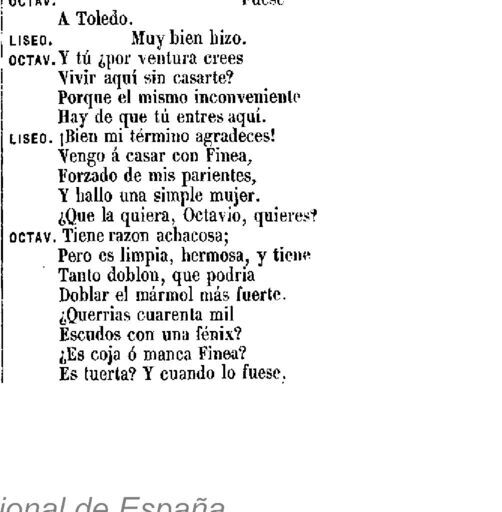 OCTAV. Fuese
A Toledo.
LISEO. Muy bien hizo.
OCTAV. Y tú ¿por ventura crees
Vivir aquí sin casarte?
Porque el mismo inconveniente
Hay de que tú entres aquí.
LISEO. ¡Bien mi término agradeces!
Vengo á casar con Finea,
Forzado de mis parientes,
Y hallo una simple mujer.
¿Que la quiera, Octavio, quieres?
OCTAV. Tiene razon achacosa;
Pero es limpia, hermosa, y tiene
Tanto doblon, que podria
Doblar el mármol más fuerte.
¿Querrias cuarenta mil
Escudos con una fénix?
¿Es coja ó manca Finea?
Es tuerta? Y cuando lo fuese,
ional de España